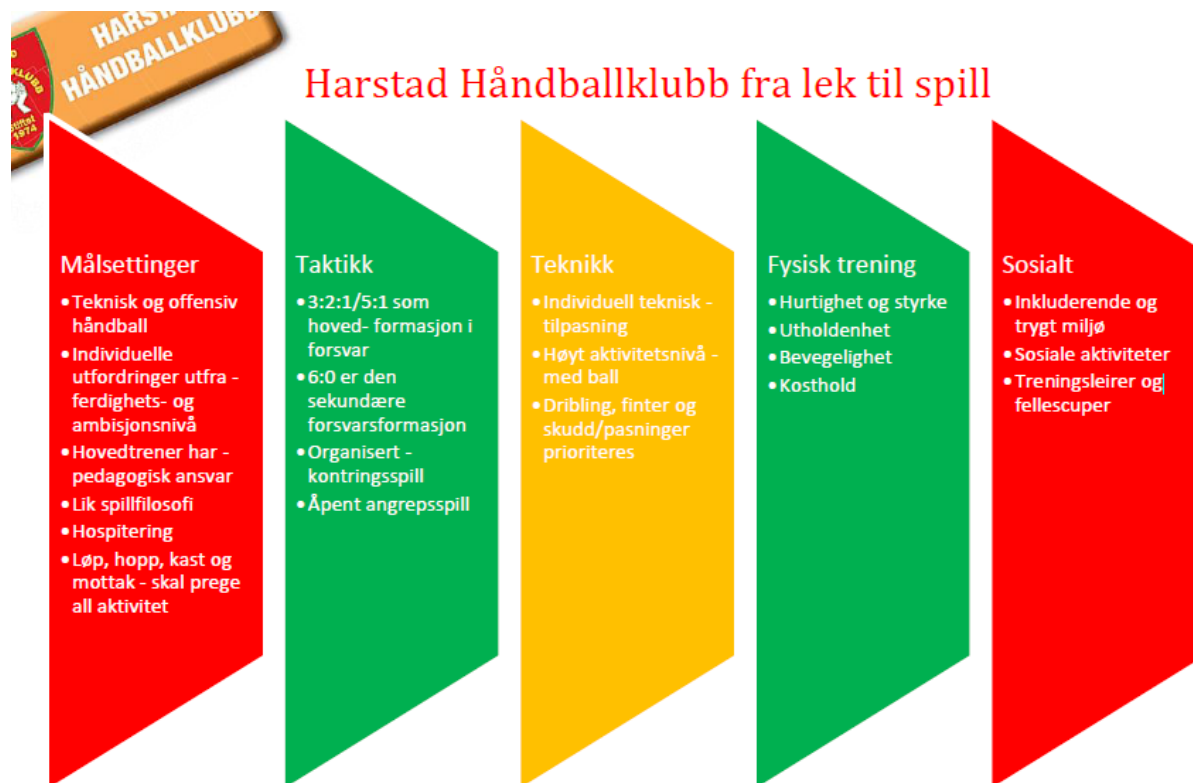 HÅNDBALLKLUBB
1974
Harstad Håndballklubb fra lek til spill
Målsettinger
•Teknisk og offensiv
håndball
•Individuelle
utfordringer utfra -
ferdighets- og
ambisjonsnivå
•Hovedtrener har -
pedagogisk ansvar
•Lik spillfilosofi
•Hospitering
•Løp, hopp, kast og
mottak - skal prege
all aktivitet
Taktikk
•3:2:1/5:1 som
hoved- formasjon i
forsvar
•6:0 er den
sekundære
forsvarsformasjon
•Organisert -
kontringsspill
•Åpent angrepsspill
Teknikk
•Individuell teknisk -
tilpasning
•Høyt aktivitetsnivå -
med ball
•Dribling, finter og
skudd/pasninger
prioriteres
Fysisk trening
•Hurtighet og styrke
•Utholdenhet
•Bevegelighet
•Kosthold
Sosialt
•Inkluderende og
trygt miljø
•Sosiale aktiviteter
•Treningsleirer og
fellescuper